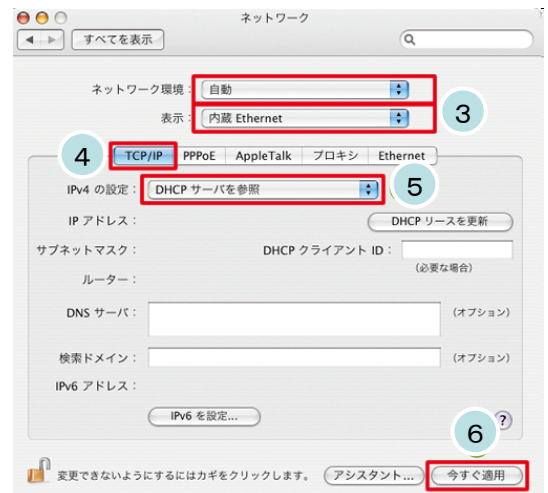 ネットワーク
すべてを表示
ネットワーク環境： 自動
表示： 内蔵 Ethernet
3
4
TCP/IP PPPoE AppleTalk プロキシ Ethernet
IPv4 の設定： DHCP サーバを参照
5
IP アドレス：
DHCP リースを更新
サブネットマスク：
DHCP クライアント ID：
（必要な場合）
ルーター：
DNS サーバ：
（オプション）
検索ドメイン：
（オプション）
IPv6 アドレス：
IPv6 を設定...
?
6
変更できないようにするにはカギをクリックします。
アシスタント...
今すぐ適用